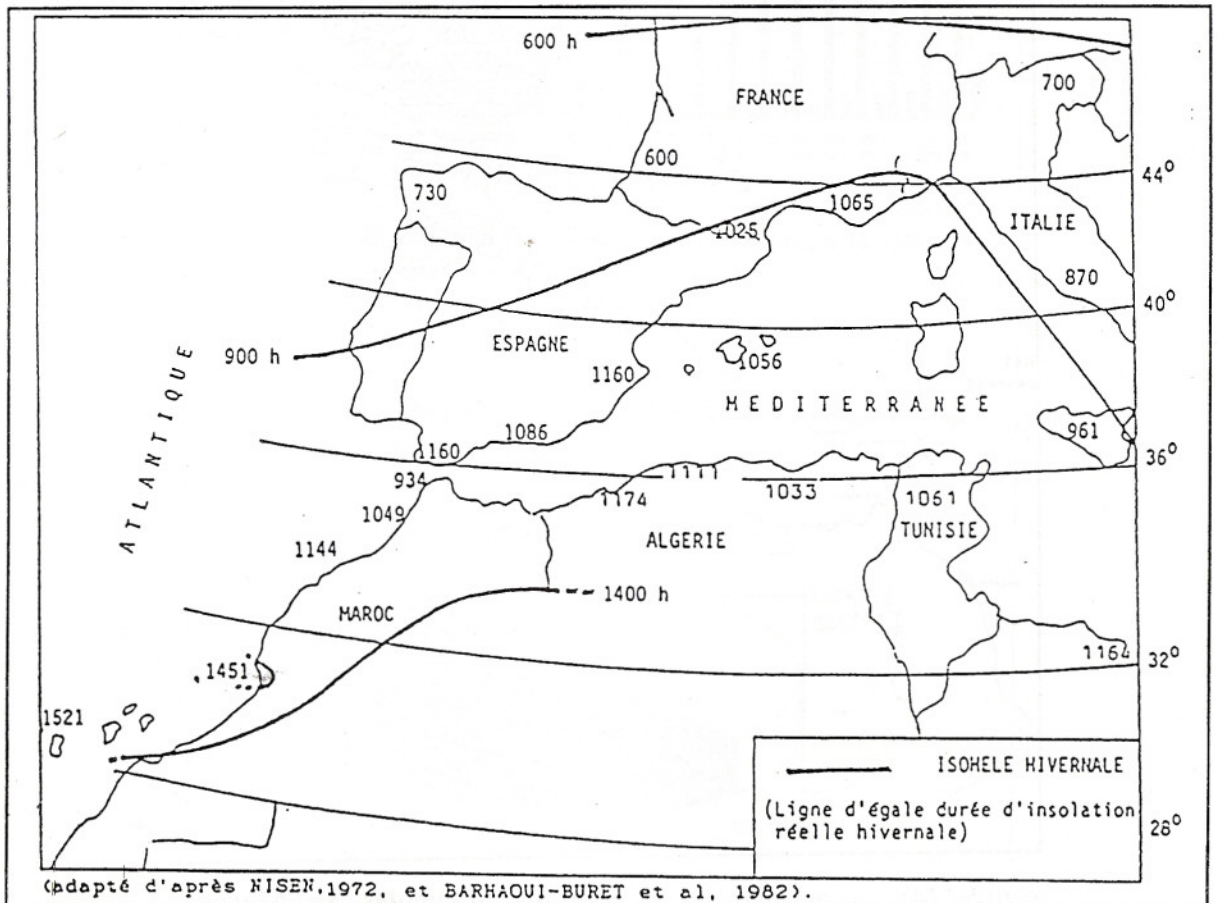 600 h
FRANCE
700
600
44°
730
1065
1025
ITALIE
870
40°
ESPAGNE
900 h
1056
1160
ATLANTIQUE
MEDITERRANEE
1086
961
1160
36°
934
1111
1033
1061
1174
1049
TUNISIE
ALGERIE
1144
1400 h
MAROC
1164
32°
1451
1521
ISOHELE HIVERNALE
(Ligne d'égale durée d'insolation
réelle hivernale)
28°
(adapté d'après NISEN,1972, et BARHAOUI-BURET et al, 1982).